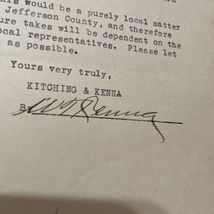 his would be a purely local matter
Jefferson County, and therefore
ure takes will be dependent on the
ocal representatives. Please let
as possible.
Yours very truly,
KITCHING & KENNA
By